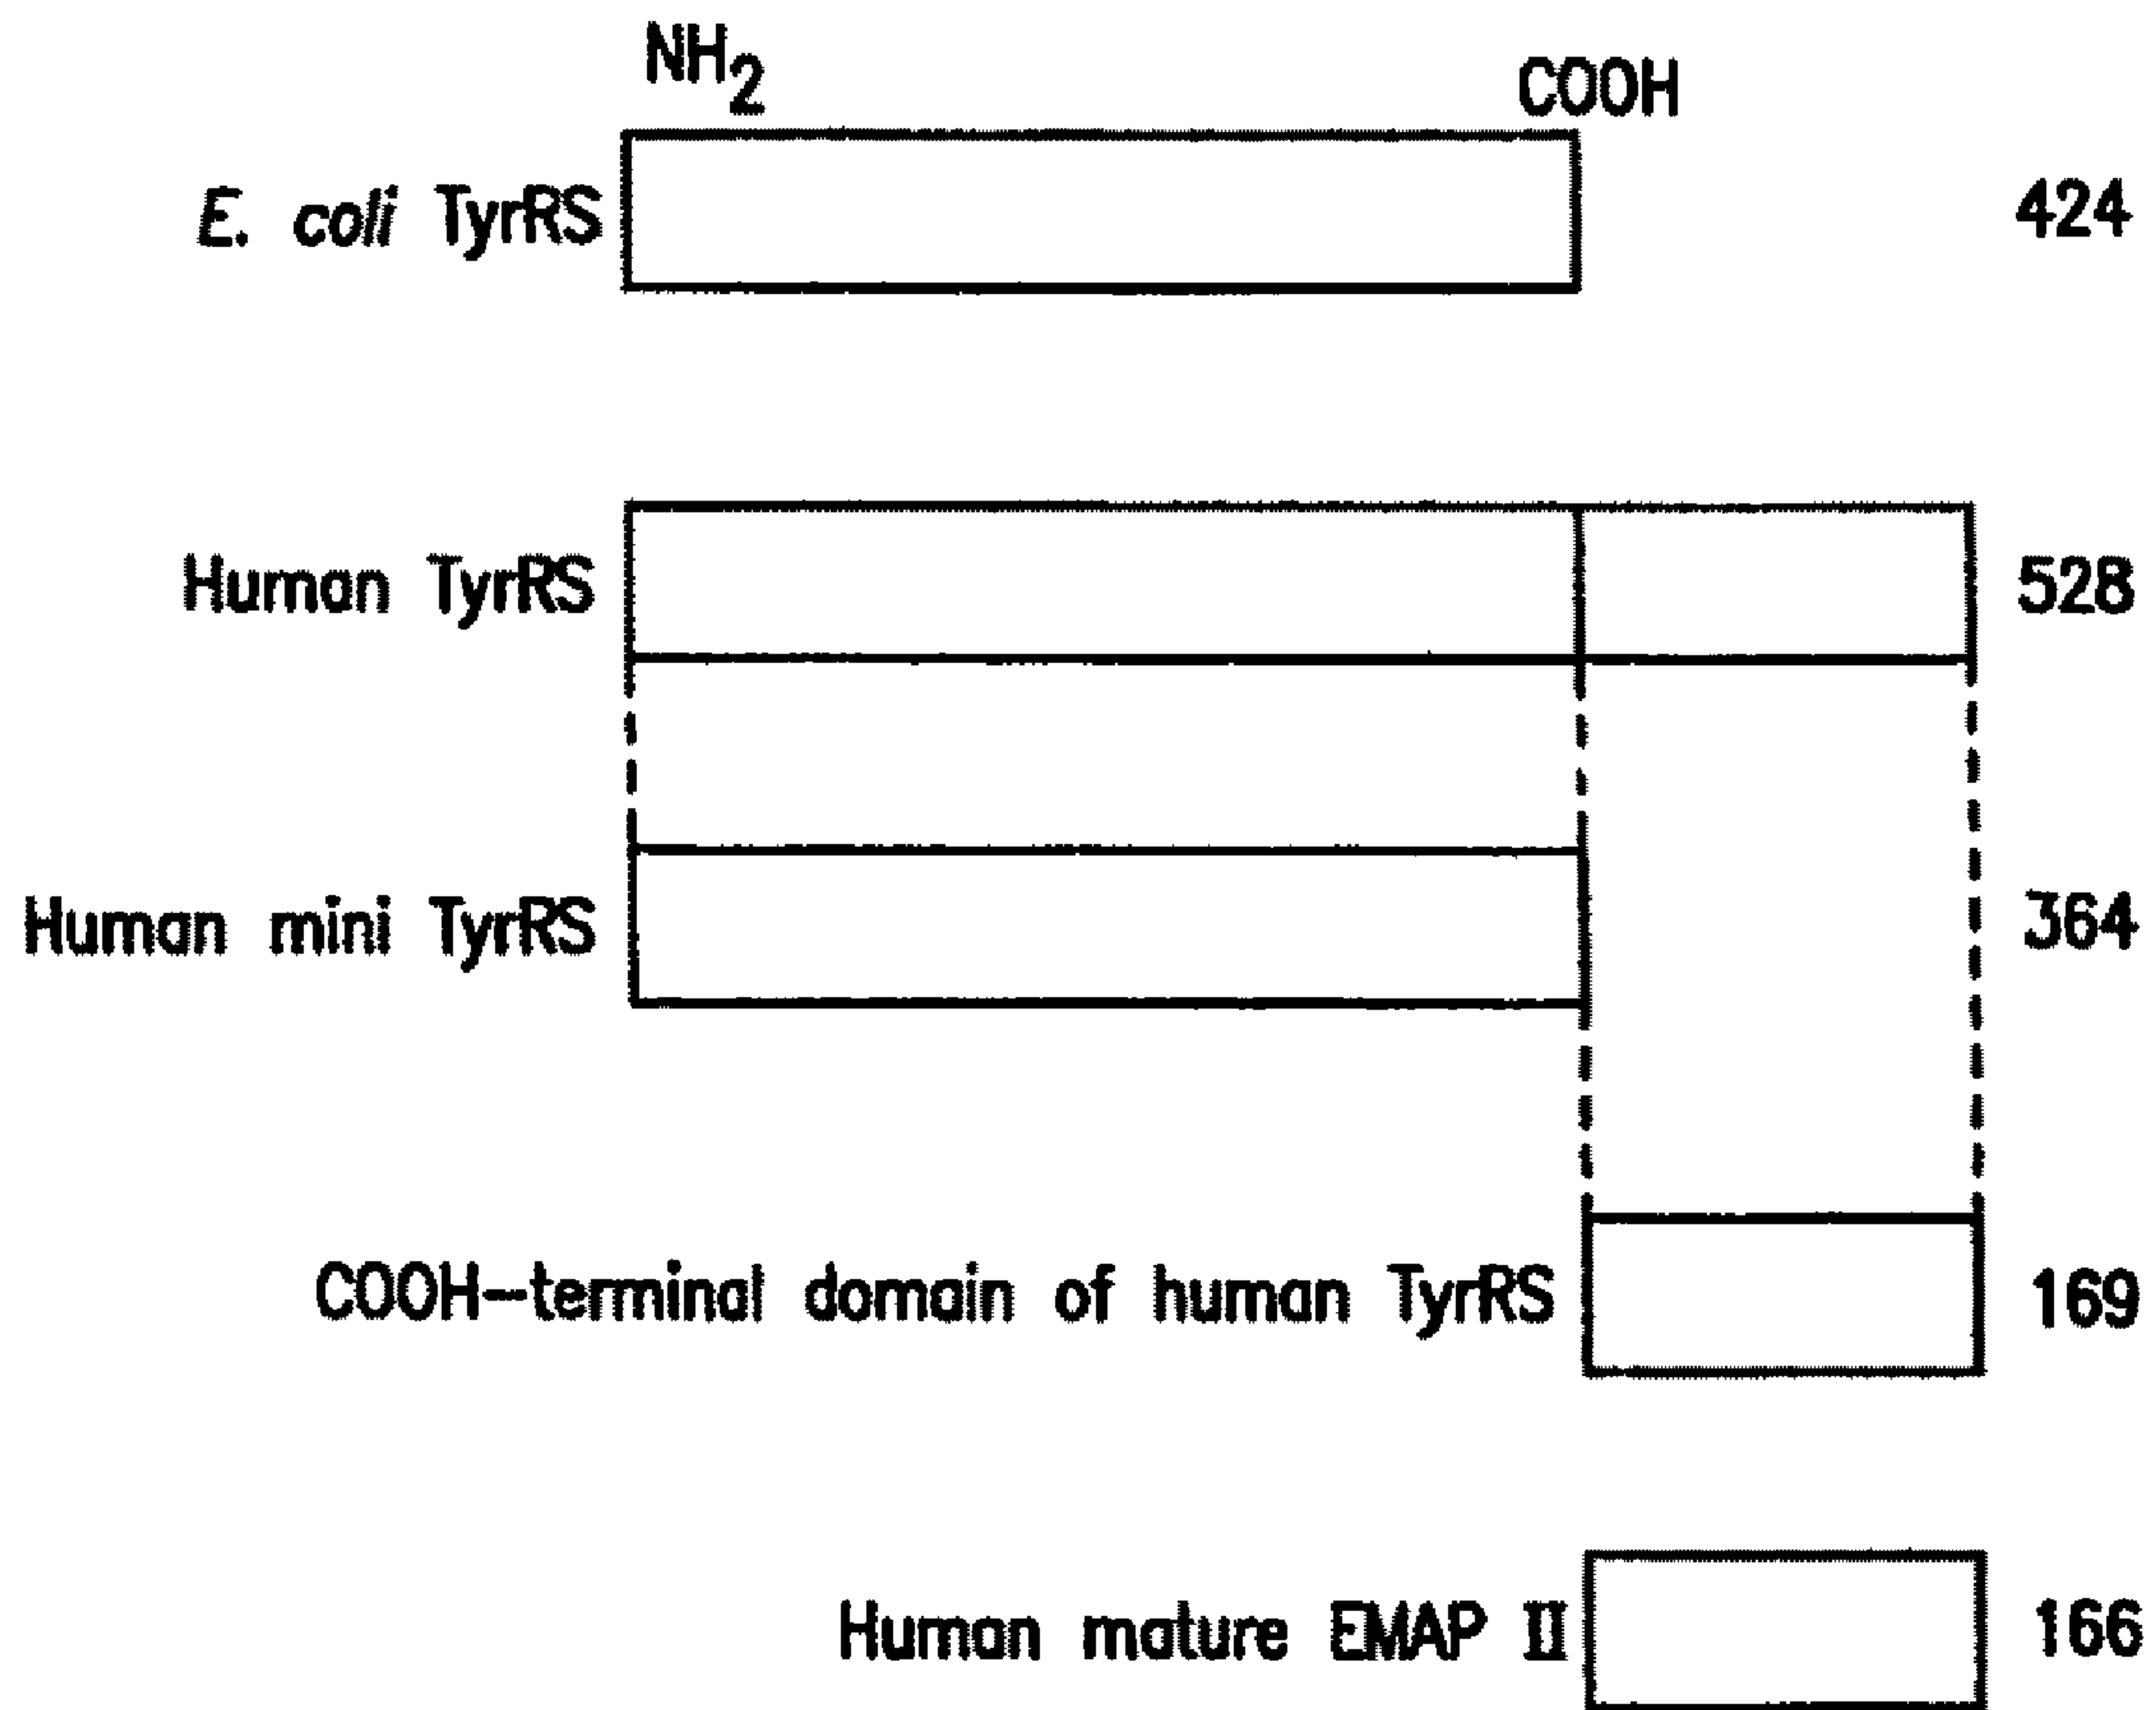 NH2 COOH
E. coli TyrRS 424
Human TyrRS 528
Human mini TyrRS 364
COOH-terminal domain of human TyrRS 169
Human mature EMAP II 166